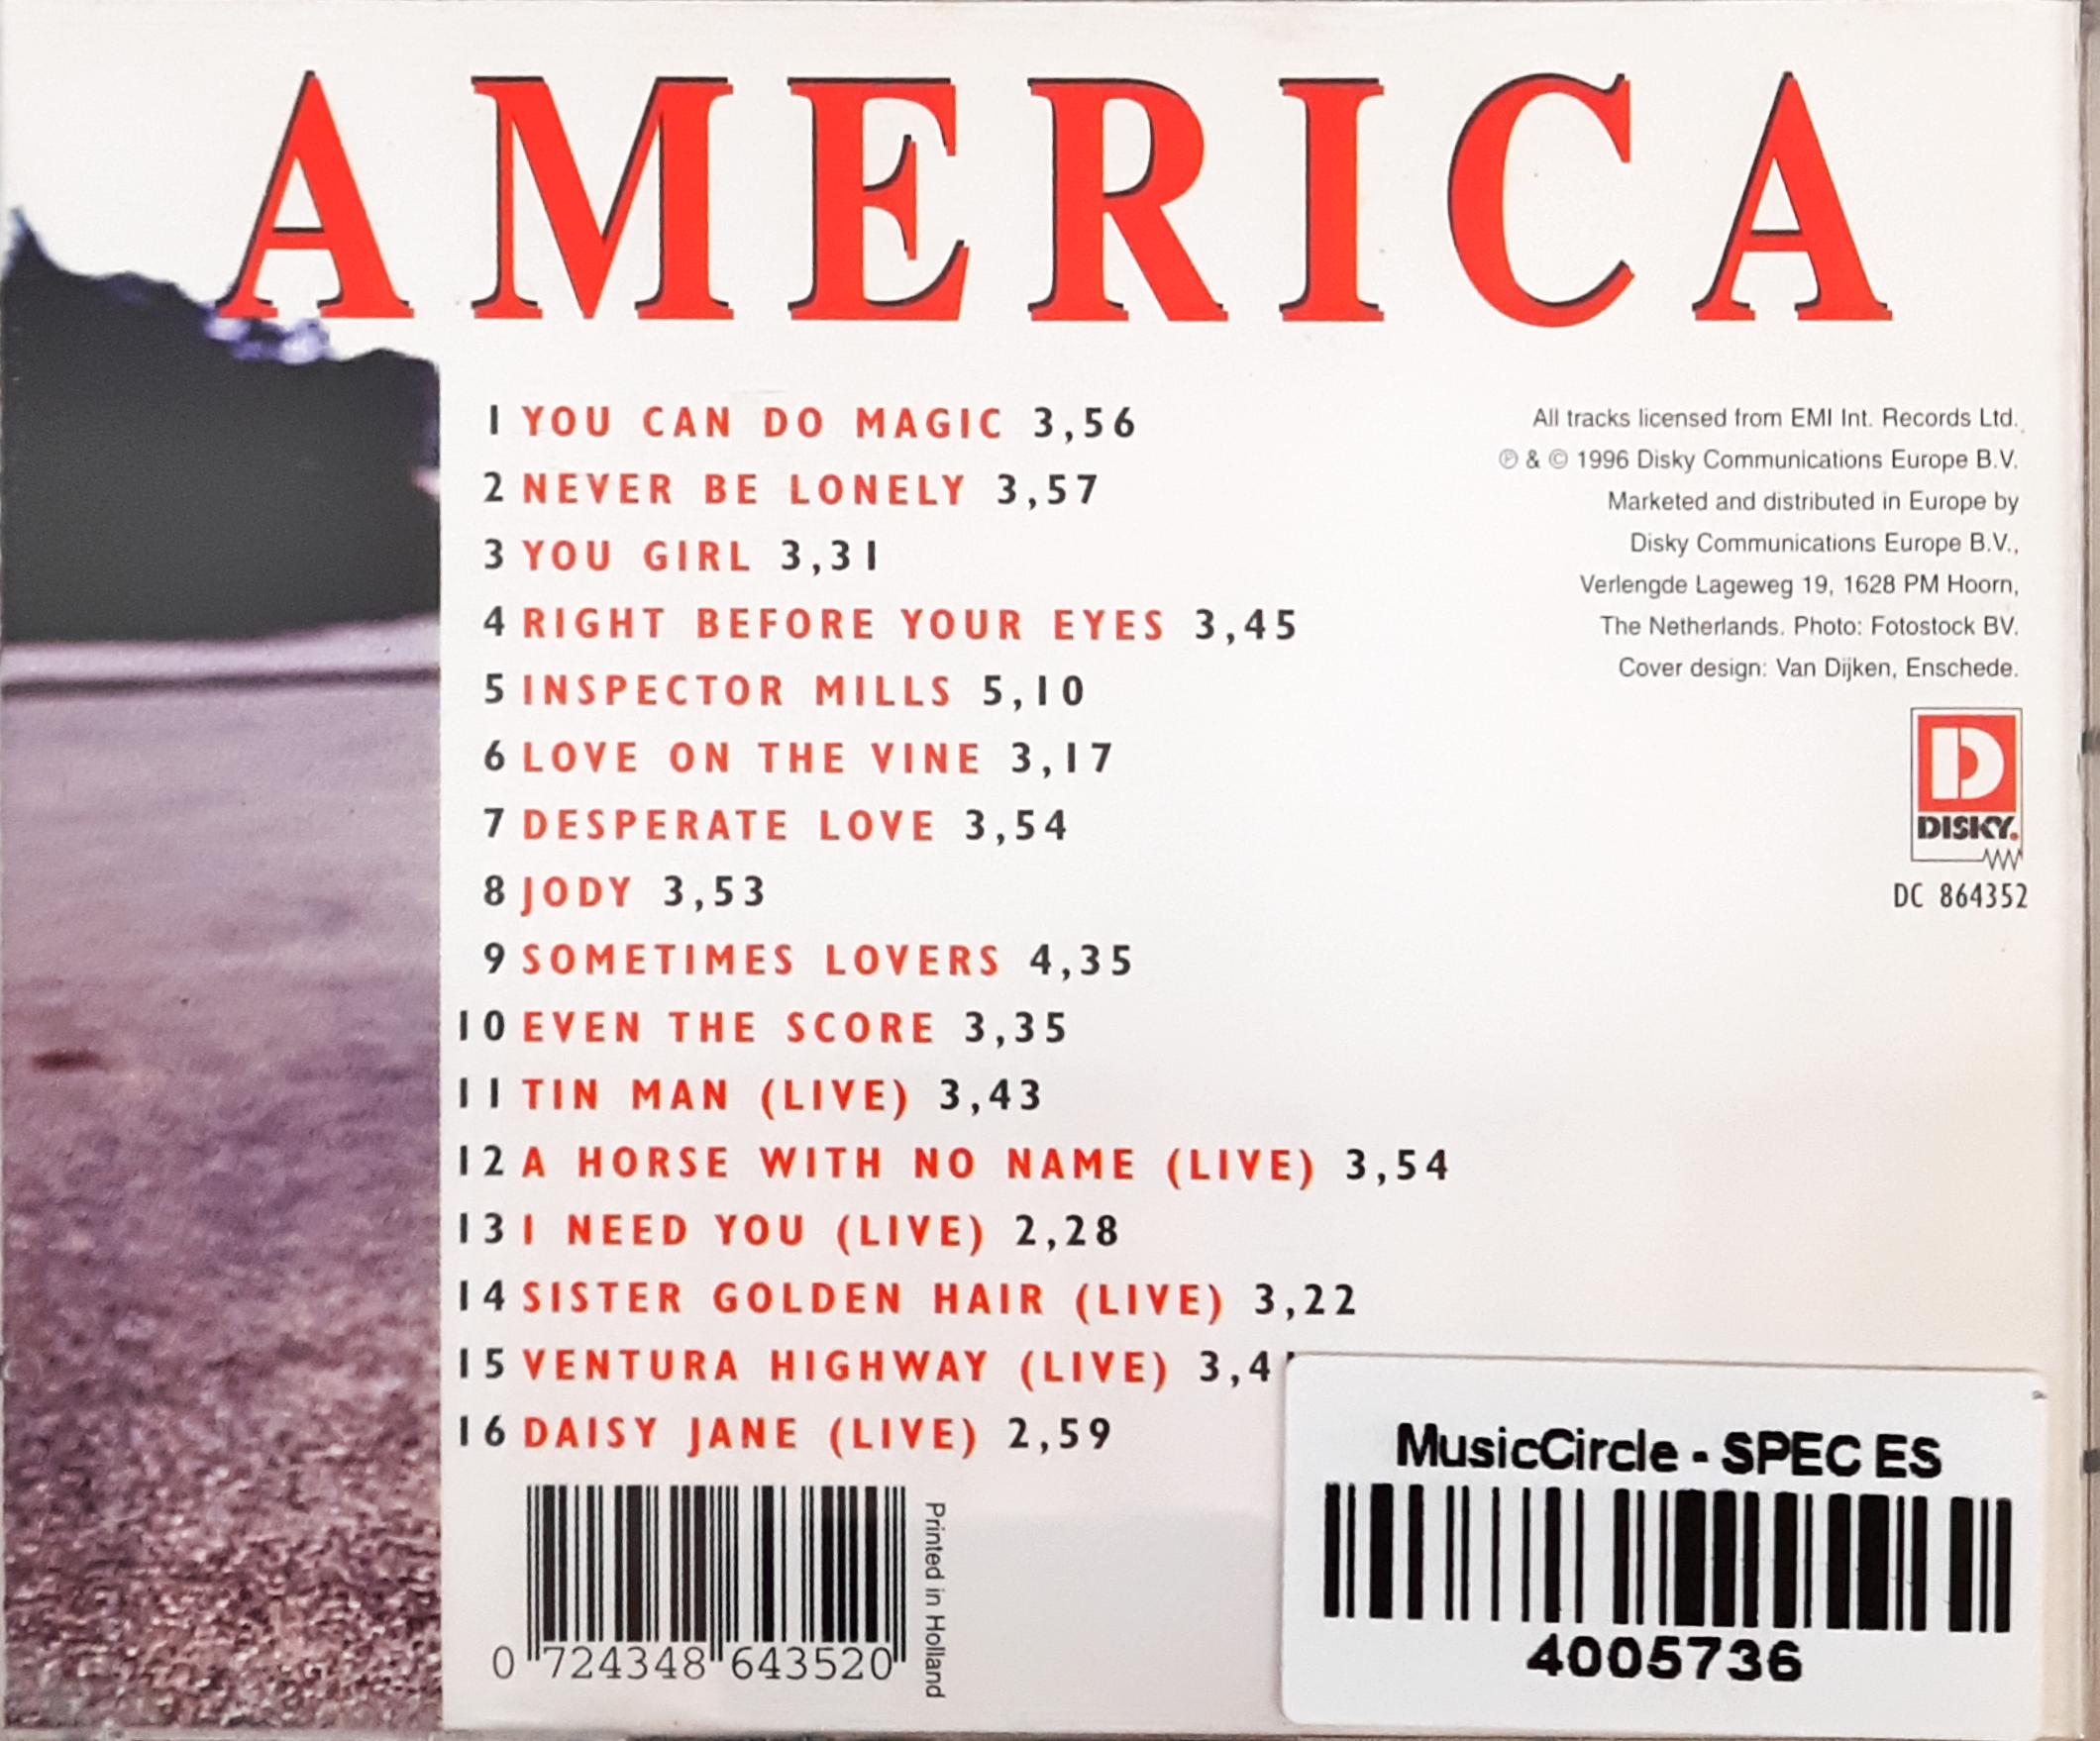 AMERICA
1 YOU CAN DO MAGIC 3,56
2 NEVER BE LONELY 3,57
3 YOU GIRL 3,31
4 RIGHT BEFORE YOUR EYES 3,45
5 INSPECTOR MILLS 5,10
6 LOVE ON THE VINE 3,17
7 DESPERATE LOVE 3,54
8 JODY 3,53
9 SOMETIMES LOVERS 4,35
10 EVEN THE SCORE 3,35
11 TIN MAN (LIVE) 3,43
12 A HORSE WITH NO NAME (LIVE) 3,54
13 I NEED YOU (LIVE) 2,28
14 SISTER GOLDEN HAIR (LIVE) 3,22
15 VENTURA HIGHWAY (LIVE)
16 DAISY JANE (LIVE) 2,59
All tracks licensed from EMI Int. Records Ltd.
℗ & © 1996 Disky Communications Europe B.V.
Marketed and distributed in Europe by
Disky Communications Europe B.V.,
Verlengde Lageweg 19, 1628 PM Hoorn,
The Netherlands. Photo: Fotostock BV.
Cover design: Van Dijken, Enschede.
D
DISKY.
DC 864352
0 724348 643520
Printed in Holland
MusicCircle - SPEC ES
4005736